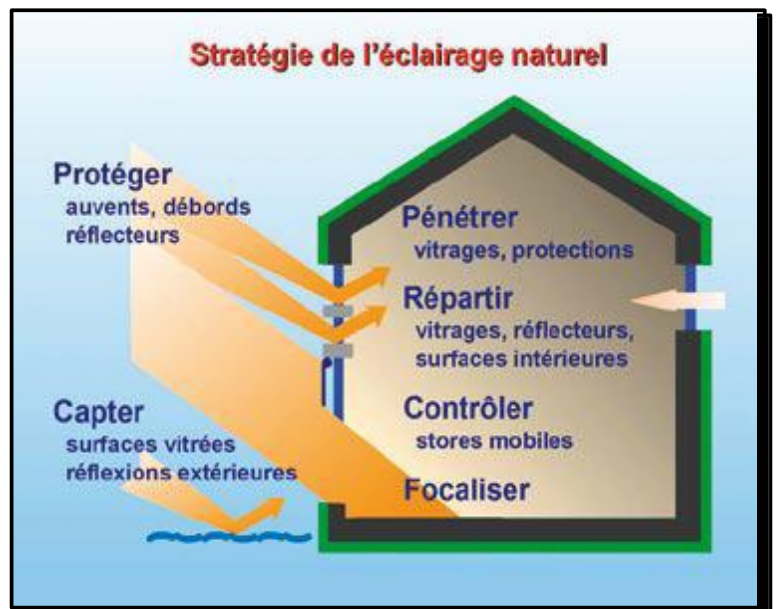 Stratégie de l'éclairage naturel
Protéger
auvents, débords
réflecteurs
Capter
surfaces vitrées
réflexions extérieures
Pénétrer
vitrages, protections
Répartir
vitrages, réflecteurs,
surfaces intérieures
Contrôler
stores mobiles
Focaliser